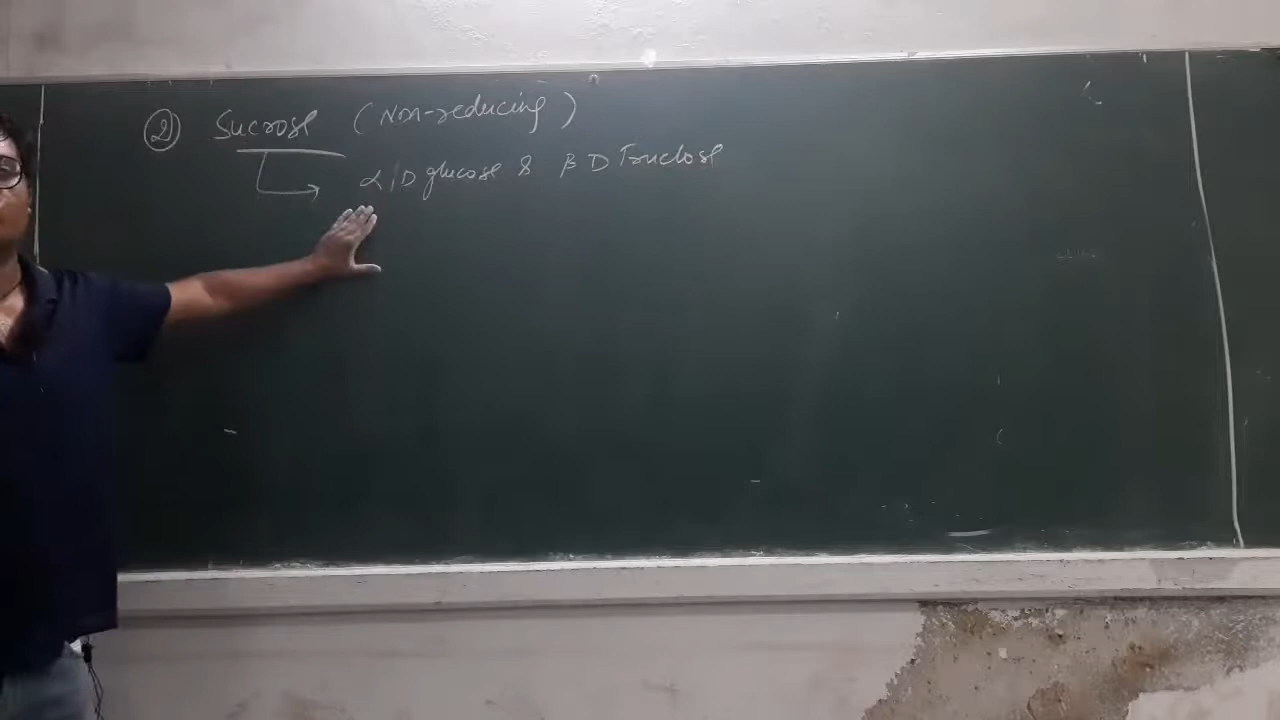 ② Sucrose (Non-reducing)
α/D glucose & β D Fructose